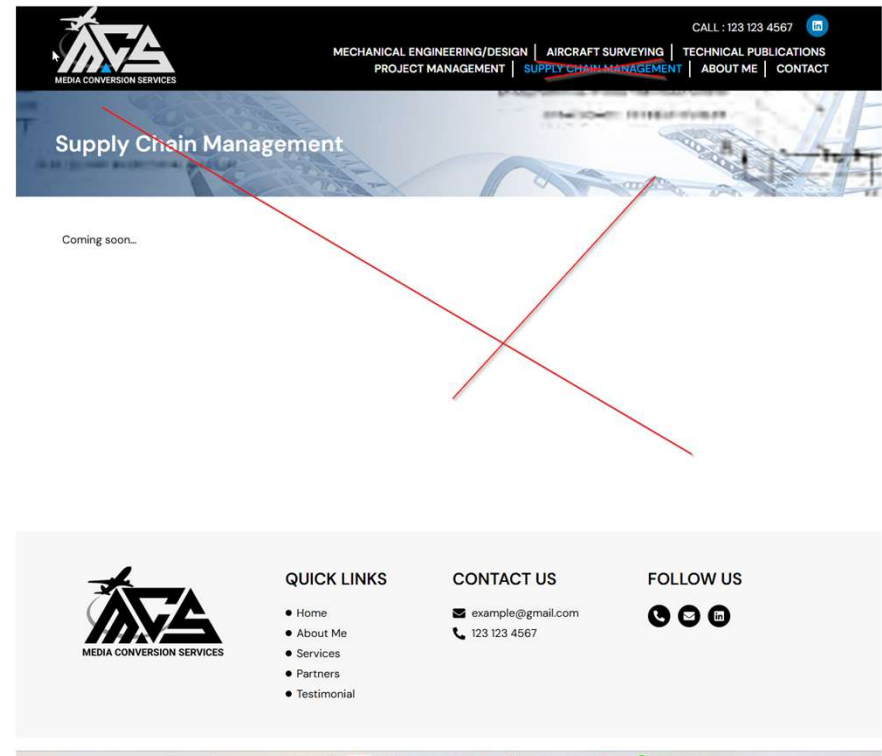 CALL : 123 123 4567
MCS
MEDIA CONVERSION SERVICES
MECHANICAL ENGINEERING/DESIGN | AIRCRAFT SURVEYING | TECHNICAL PUBLICATIONS
PROJECT MANAGEMENT | SUPPLY CHAIN MANAGEMENT | ABOUT ME | CONTACT
Supply Chain Management
Coming soon...
MCS
MEDIA CONVERSION SERVICES
QUICK LINKS
Home
About Me
Services
Partners
Testimonial
CONTACT US
example@gmail.com
123 123 4567
FOLLOW US